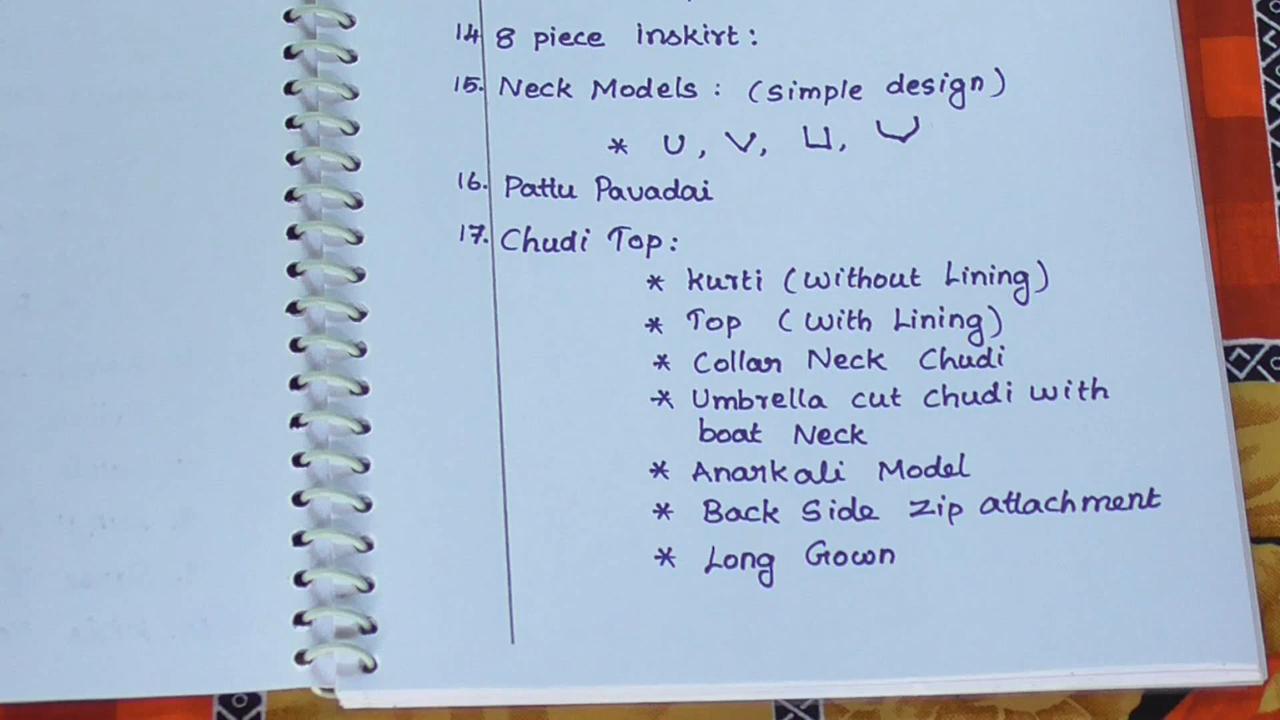 14 8 piece inskirt:
15. Neck Models: (simple design)
* U, V, ⊔, 
16. Pattu Pavadai
17. Chudi Top:
* Kurti (without Lining)
* Top (with Lining)
* Collar Neck Chudi
* Umbrella cut chudi with
boat Neck
* Anarkali Model
* Back Side Zip attachment
* Long Gown